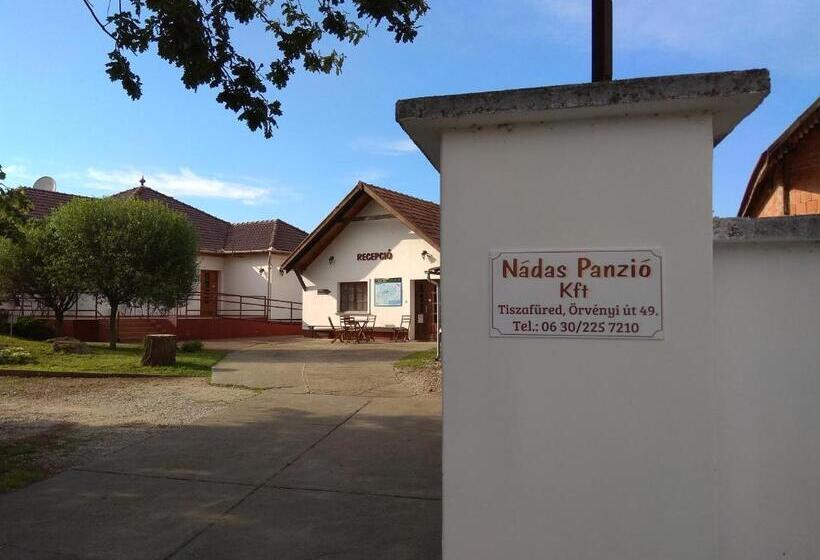 RECEPCIÓ
Nádas Panzió
Kft
Tiszafüred, Örvényi út 49.
Tel.: 06 30/225 7210